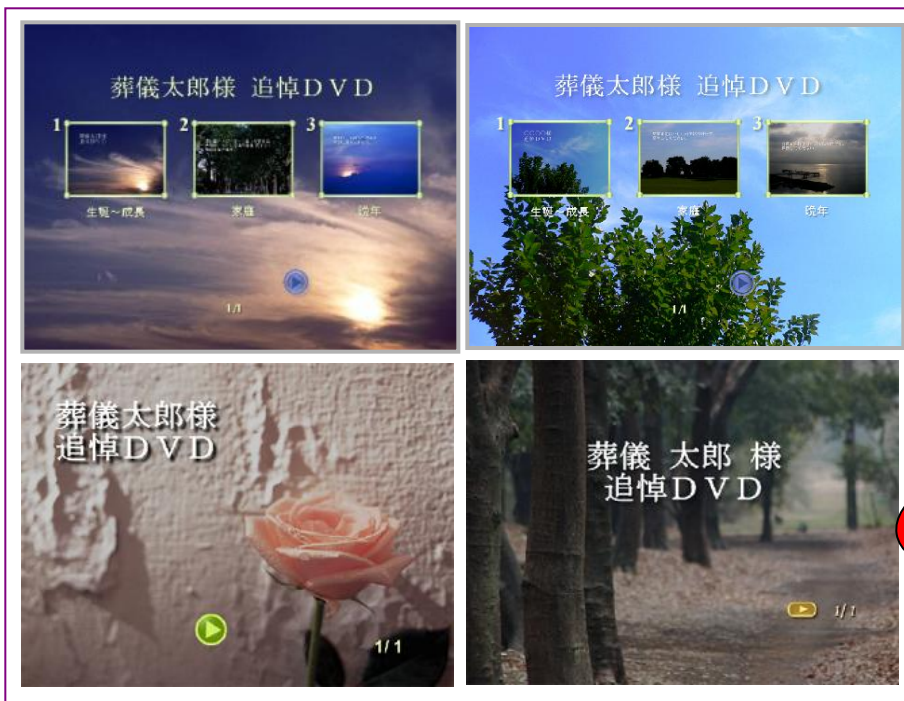 葬儀太郎様 追悼DVD
1
2
3
生誕～成長
家庭
晩年
1/1
葬儀太郎様 追悼DVD
1
2
3
生誕～成長
家庭
晩年
1/1
葬儀太郎様
追悼DVD
1/1
葬儀 太郎 様
追悼DVD
1/1